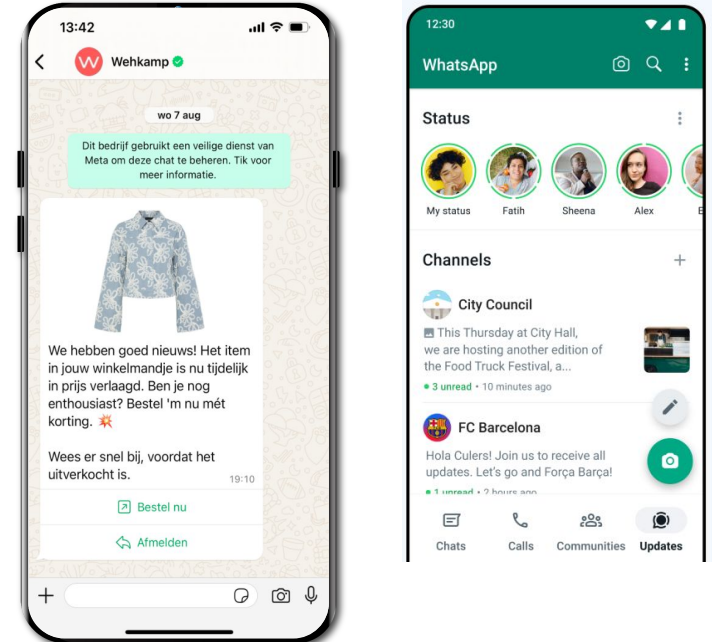 13:42
Wehkamp
wo 7 aug
Dit bedrijf gebruikt een veilige dienst van
Meta om deze chat te beheren. Tik voor
meer informatie.
We hebben goed nieuws! Het item
in jouw winkelmandje is nu tijdelijk
in prijs verlaagd. Ben je nog
enthousiast? Bestel 'm nu mét
korting. 💥
Wees er snel bij, voordat het
uitverkocht is.
19:10
Bestel nu
Afmelden
12:30
WhatsApp
Status
My status
Fatih
Sheena
Alex
E
Channels
City Council
This Thursday at City Hall,
we are hosting another edition of
the Food Truck Festival, a...
3 unread • 10 minutes ago
FC Barcelona
Hola Culers! Join us to receive all
updates. Let's go and Força Barça!
1 unread • 2 hours ago
Chats
Calls
Communities
Updates